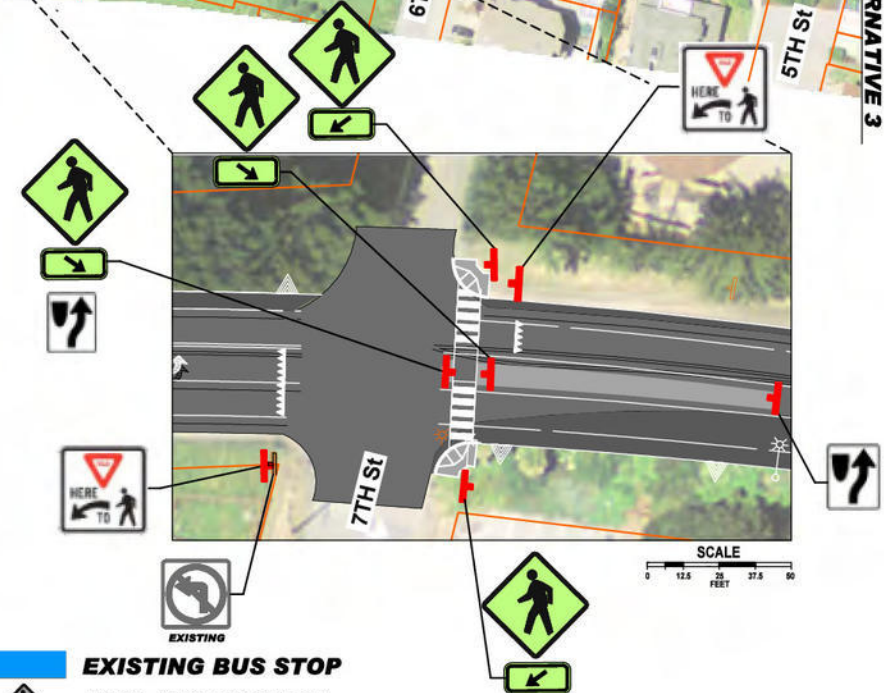 5TH St
RNATIVE 3
HERE
TO
7TH St
HERE
TO
EXISTING
SCALE
0 12.5 25 37.5 50
FEET
EXISTING BUS STOP